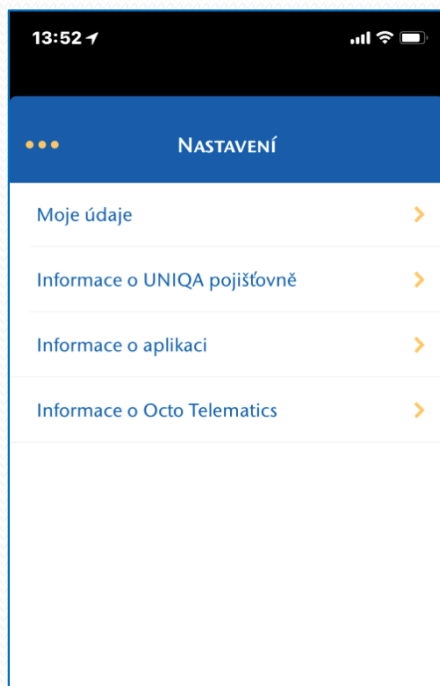 13:52
Nastavení
Moje údaje
Informace o UNIQA pojišťovně
Informace o aplikaci
Informace o Octo Telematics